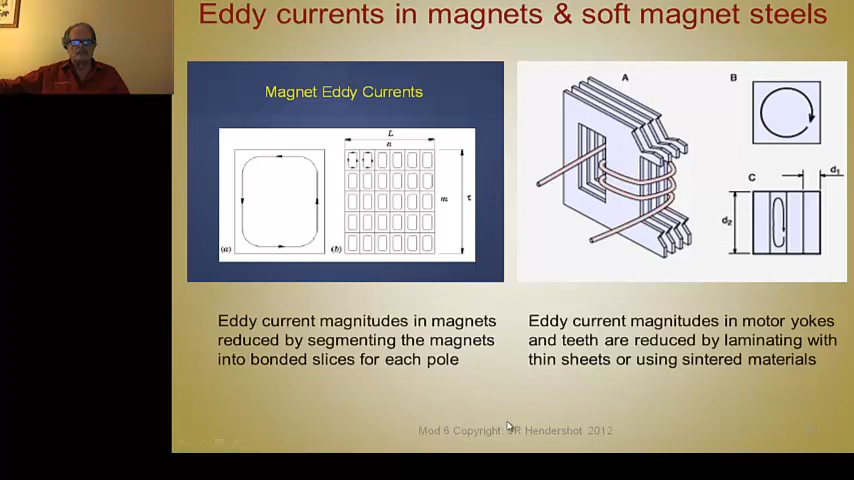 Eddy currents in magnets & soft magnet steels
Magnet Eddy Currents
L
n
m
τ
(a)
(b)
A
B
C
d1
d2
Eddy current magnitudes in magnets
reduced by segmenting the magnets
into bonded slices for each pole
Eddy current magnitudes in motor yokes
and teeth are reduced by laminating with
thin sheets or using sintered materials
Mod 6 Copyright: JR Hendershot 2012